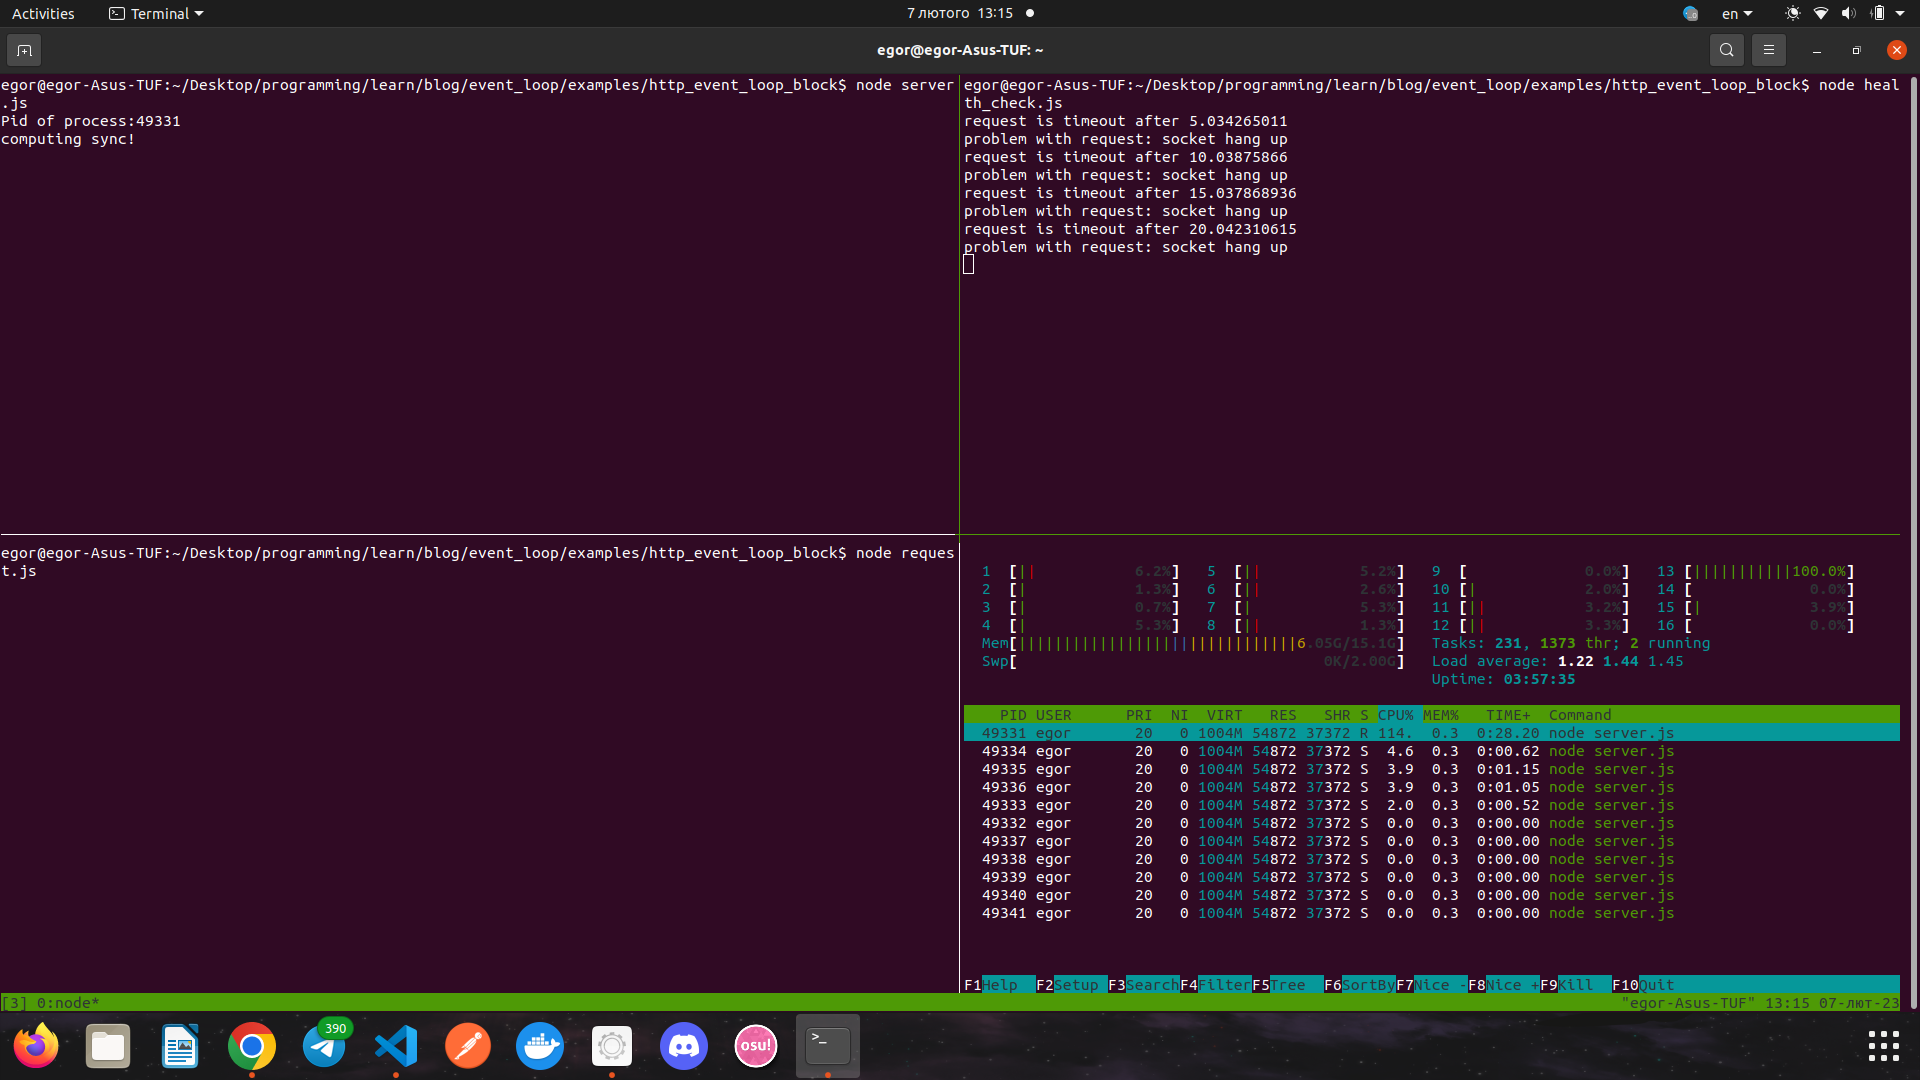 Activities Terminal 7 лютого 13:15 en
egor@egor-Asus-TUF: ~
egor@egor-Asus-TUF:~/Desktop/programming/learn/blog/event_loop/examples/http_event_loop_block$ node server
.js
Pid of process:49331
computing sync!
egor@egor-Asus-TUF:~/Desktop/programming/learn/blog/event_loop/examples/http_event_loop_block$ node heal
th_check.js
request is timeout after 5.034265011
problem with request: socket hang up
request is timeout after 10.03875866
problem with request: socket hang up
request is timeout after 15.037868936
problem with request: socket hang up
request is timeout after 20.042310615
problem with request: socket hang up
egor@egor-Asus-TUF:~/Desktop/programming/learn/blog/event_loop/examples/http_event_loop_block$ node reques
t.js
1 [|| 6.2%] 5 [|| 5.2%] 9 [ 0.0%] 13 [|||||||||||100.0%]
2 [| 1.3%] 6 [|| 2.6%] 10 [| 2.0%] 14 [ 0.0%]
3 [| 0.7%] 7 [| 5.3%] 11 [|| 3.2%] 15 [| 3.9%]
4 [| 5.3%] 8 [|| 1.3%] 12 [|| 3.3%] 16 [ 0.0%]
Mem[|||||||||||||||||||||||||||||||6.05G/15.1G] Tasks: 231, 1373 thr; 2 running
Swp[ 0K/2.00G] Load average: 1.22 1.44 1.45
Uptime: 03:57:35
PID USER PRI NI VIRT RES SHR S CPU% MEM% TIME+ Command
49331 egor 20 0 1004M 54872 37372 R 114. 0.3 0:28.20 node server.js
49334 egor 20 0 1004M 54872 37372 S 4.6 0.3 0:00.62 node server.js
49335 egor 20 0 1004M 54872 37372 S 3.9 0.3 0:01.15 node server.js
49336 egor 20 0 1004M 54872 37372 S 3.9 0.3 0:01.05 node server.js
49333 egor 20 0 1004M 54872 37372 S 2.0 0.3 0:00.52 node server.js
49332 egor 20 0 1004M 54872 37372 S 0.0 0.3 0:00.00 node server.js
49337 egor 20 0 1004M 54872 37372 S 0.0 0.3 0:00.00 node server.js
49338 egor 20 0 1004M 54872 37372 S 0.0 0.3 0:00.00 node server.js
49339 egor 20 0 1004M 54872 37372 S 0.0 0.3 0:00.00 node server.js
49340 egor 20 0 1004M 54872 37372 S 0.0 0.3 0:00.00 node server.js
49341 egor 20 0 1004M 54872 37372 S 0.0 0.3 0:00.00 node server.js
F1Help F2Setup F3SearchF4FilterF5Tree F6SortByF7Nice -F8Nice +F9Kill F10Quit
[3] 0:node* "egor-Asus-TUF" 13:15 07-лют-23
390
osu!